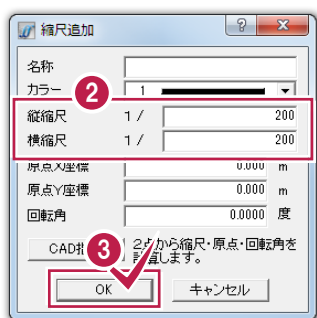 縮尺追加
名称
カラー 1
2
縦縮尺 1/ 200
横縮尺 1/ 200
原点X座標 0.000 m
原点Y座標 0.000 m
回転角 0.0000 度
CAD 2点から縮尺・原点・回転角を
3 計算します。
OK キャンセル